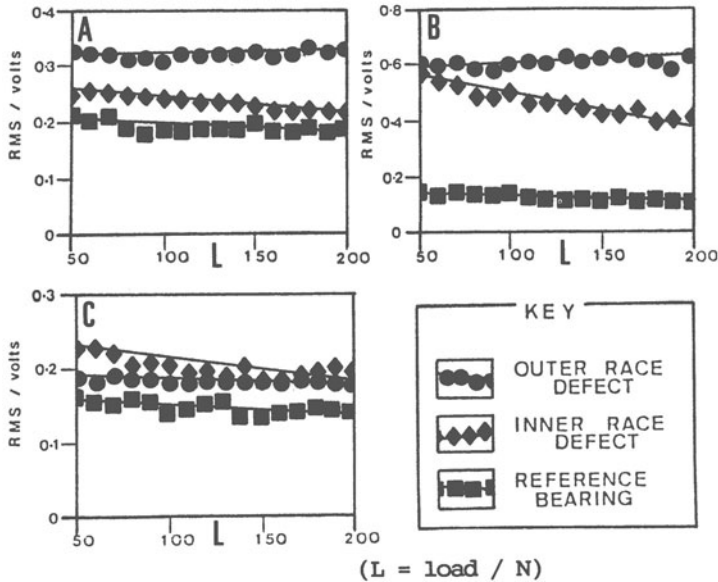 A
RMS / volts
0·4
0·3
0·2
0·1
0
50
100
L
150
200
B
RMS / volts
0·8
0·6
0·4
0·2
0
50
100
L
150
200
C
RMS / volts
0·3
0·2
0·1
0
50
100
L
150
200
KEY
OUTER RACE
DEFECT
INNER RACE
DEFECT
REFERENCE
BEARING
(L = load / N)